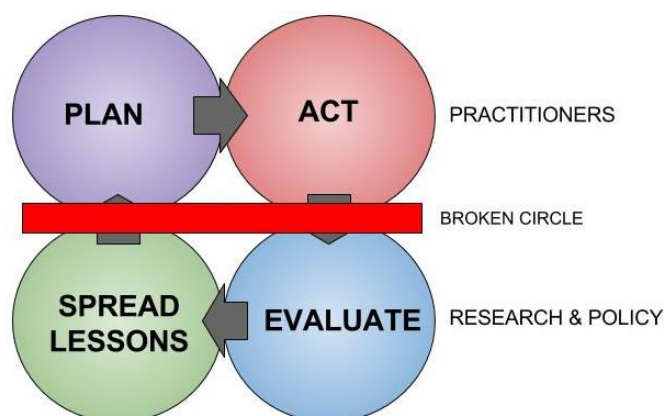 PLAN
ACT
PRACTITIONERS
BROKEN CIRCLE
SPREAD
LESSONS
EVALUATE
RESEARCH & POLICY